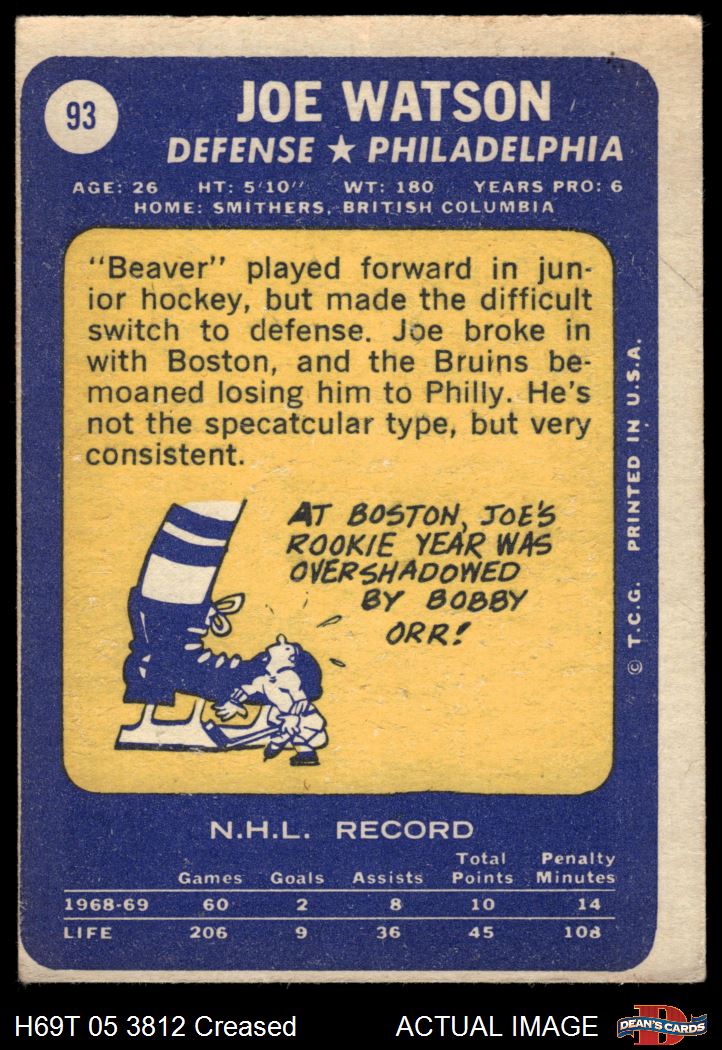 93
JOE WATSON
DEFENSE ★ PHILADELPHIA
AGE: 26 HT: 5'10" WT: 180 YEARS PRO: 6
HOME: SMITHERS, BRITISH COLUMBIA
"Beaver" played forward in jun-
ior hockey, but made the difficult
switch to defense. Joe broke in
with Boston, and the Bruins be-
moaned losing him to Philly. He's
not the specatcular type, but very
consistent.
AT BOSTON, JOE'S
ROOKIE YEAR WAS
OVERSHADOWED
BY BOBBY
ORR!
© T.C.G. PRINTED IN U.S.A.
N.H.L. RECORD
Games Goals Assists Total Points Penalty Minutes
1968-69 60 2 8 10 14
LIFE 206 9 36 45 108
H69T 05 3812 Creased ACTUAL IMAGE
D
DEAN'S CARDS